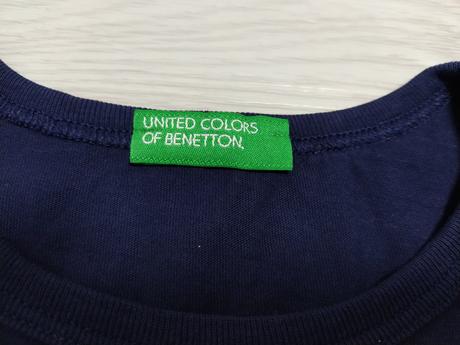 UNITED COLORS
OF BENETTON.